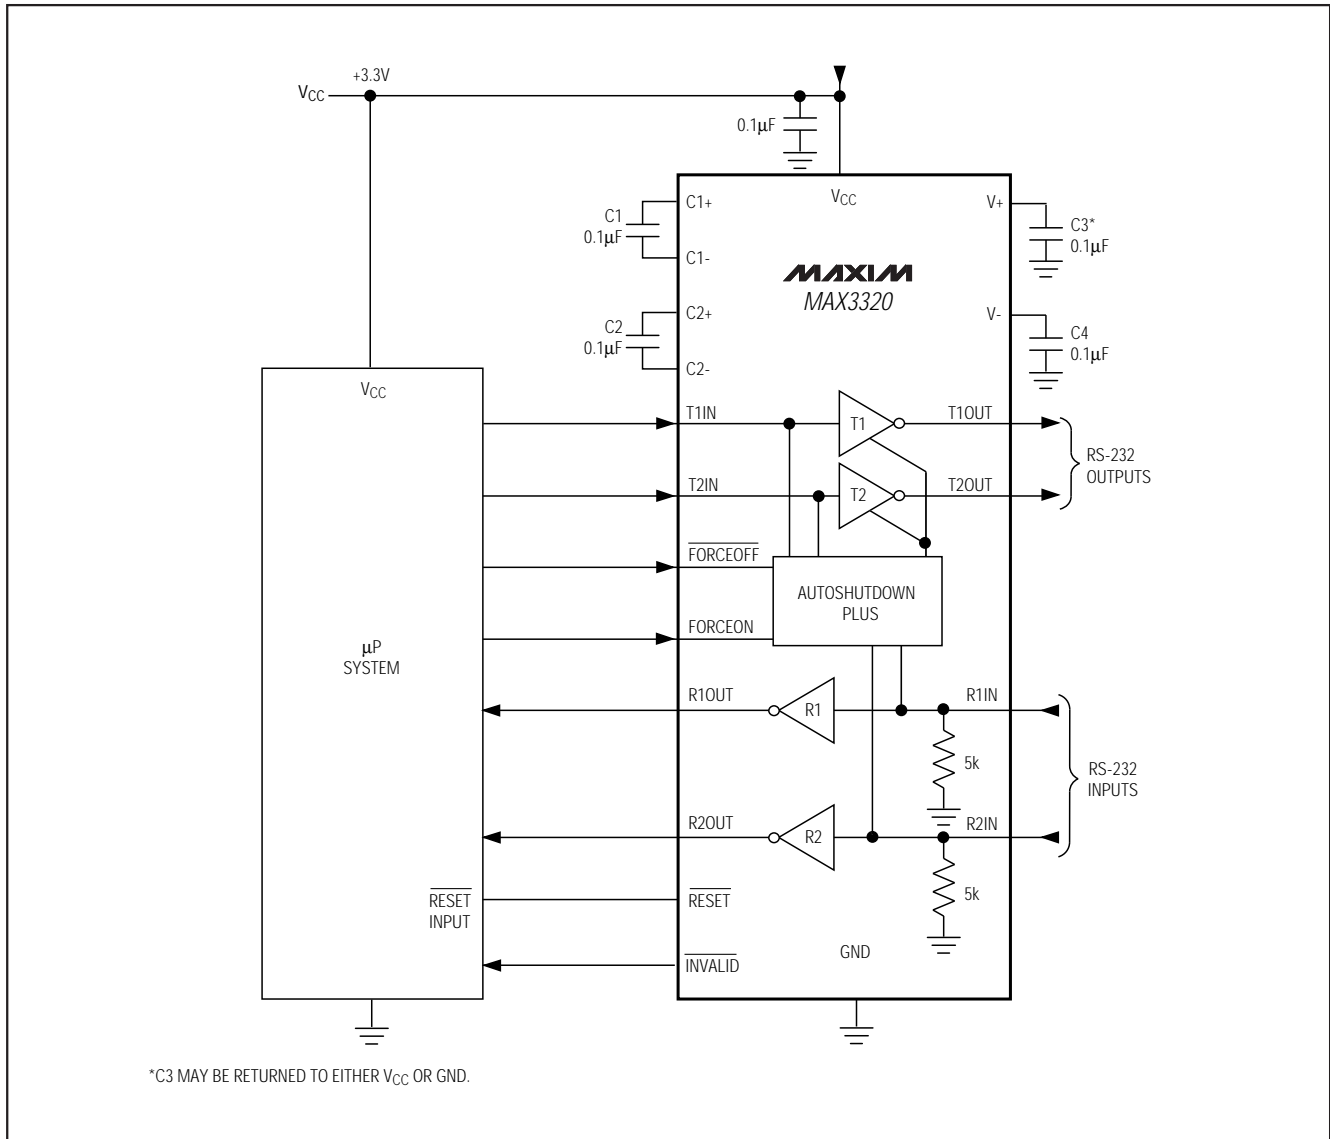 +3.3V
VCC
0.1μF
VCC
C1+
V+
C1
0.1μF
C3*
0.1μF
C1-
MAXIM
MAX3320
C2+
V-
C2
0.1μF
C4
0.1μF
C2-
VCC
T1IN
T1
T1OUT
RS-232
OUTPUTS
T2IN
T2
T2OUT
FORCEOFF
AUTOSHUTDOWN
PLUS
FORCEON
μP
SYSTEM
R1OUT
R1
R1IN
5k
RS-232
INPUTS
R2OUT
R2
R2IN
RESET
INPUT
RESET
5k
INVALID
GND
*C3 MAY BE RETURNED TO EITHER VCC OR GND.